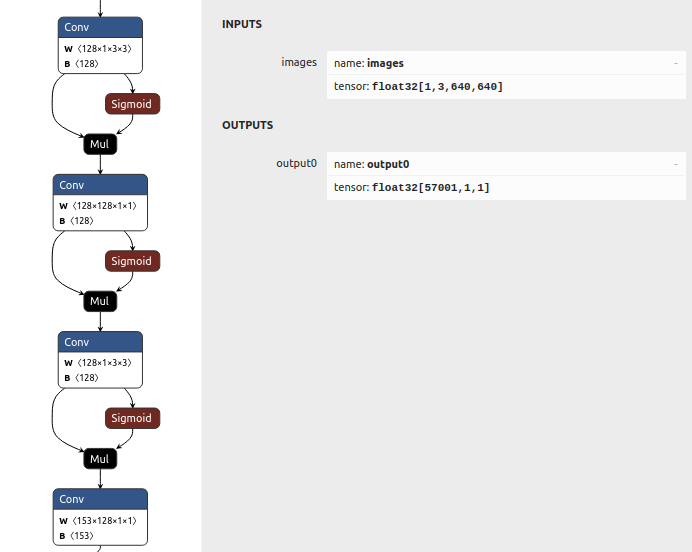 Conv
W ⟨128×1×3×3⟩
B ⟨128⟩
Sigmoid
Mul
Conv
W ⟨128×128×1×1⟩
B ⟨128⟩
Sigmoid
Mul
Conv
W ⟨128×1×3×3⟩
B ⟨128⟩
Sigmoid
Mul
Conv
W ⟨153×128×1×1⟩
B ⟨153⟩
INPUTS
images name: images -
tensor: float32[1,3,640,640]
OUTPUTS
output0 name: output0 -
tensor: float32[57001,1,1]